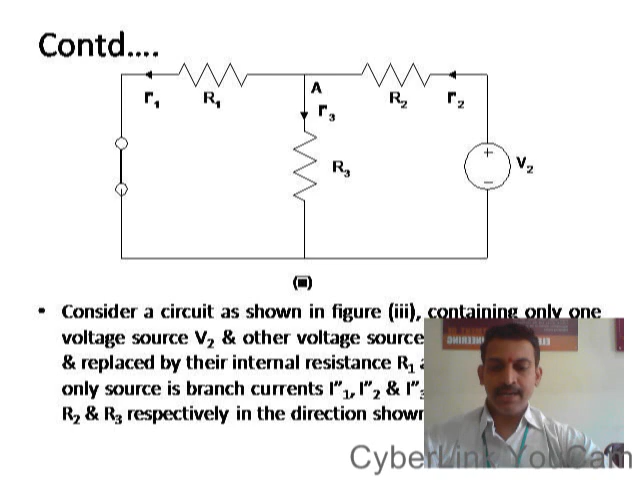 Contd....
A
I"1 R1 I"3 R2 I"2
R3
+
V2
−
(iii)
• Consider a circuit as shown in figure (iii), containing only one
voltage source V2 & other voltage source
& replaced by their internal resistance R1
only source is branch currents I"1, I"2 & I"3
R2 & R3 respectively in the direction shown
CyberLink YouCam